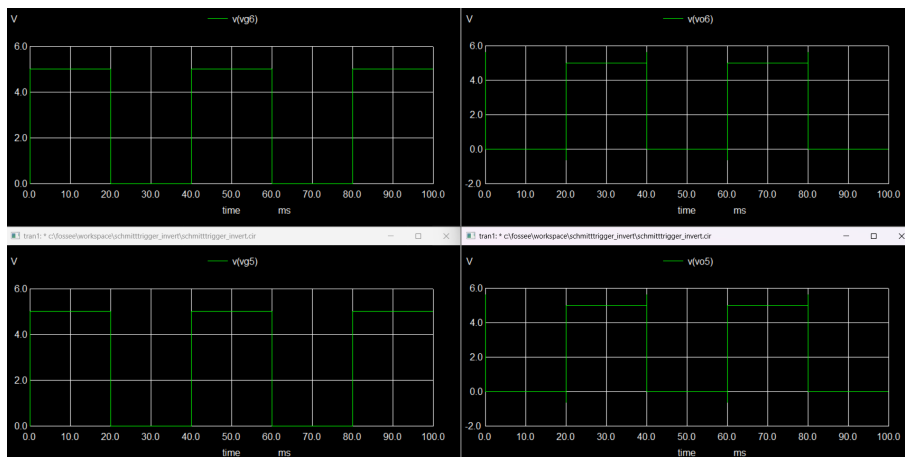 V v(vg6)
6.0
4.0
2.0
0.0
0.0 10.0 20.0 30.0 40.0 50.0 60.0 70.0 80.0 90.0 100.0
time ms
V v(vo6)
6.0
4.0
2.0
0.0
-2.0
0.0 10.0 20.0 30.0 40.0 50.0 60.0 70.0 80.0 90.0 100.0
time ms
tran1: * c:\fossee\workspace\schmitttrigger_invert\schmitttrigger_invert.cir
V v(vg5)
6.0
4.0
2.0
0.0
0.0 10.0 20.0 30.0 40.0 50.0 60.0 70.0 80.0 90.0 100.0
time ms
tran1: * c:\fossee\workspace\schmitttrigger_invert\schmitttrigger_invert.cir
V v(vo5)
6.0
4.0
2.0
0.0
-2.0
0.0 10.0 20.0 30.0 40.0 50.0 60.0 70.0 80.0 90.0 100.0
time ms